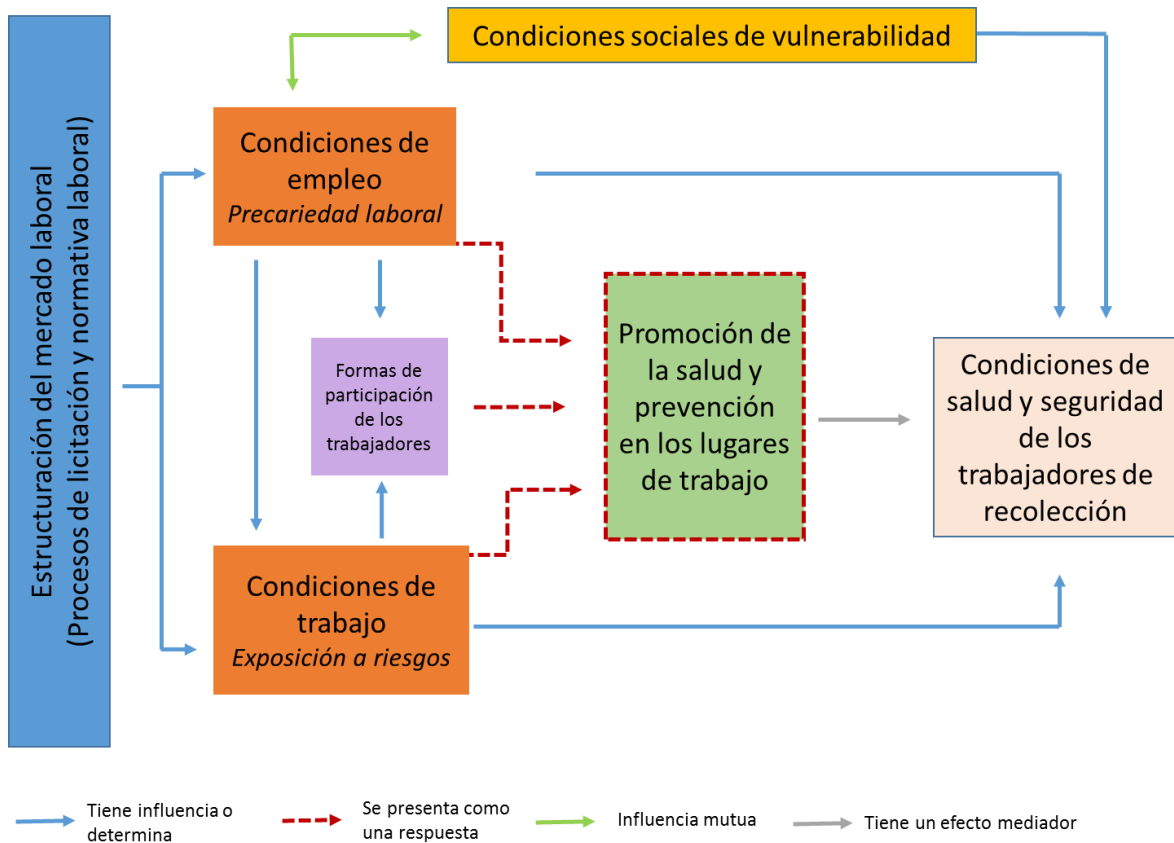 Condiciones sociales de vulnerabilidad
Estructuración del mercado laboral
(Procesos de licitación y normativa laboral)
Condiciones de
empleo
Precariedad laboral
Formas de
participación
de los
trabajadores
Condiciones de
trabajo
Exposición a riesgos
Promoción de
la salud y
prevención
en los lugares
de trabajo
Condiciones de
salud y seguridad
de los
trabajadores de
recolección
Tiene influencia o
determina
Se presenta como
una respuesta
Influencia mutua
Tiene un efecto mediador